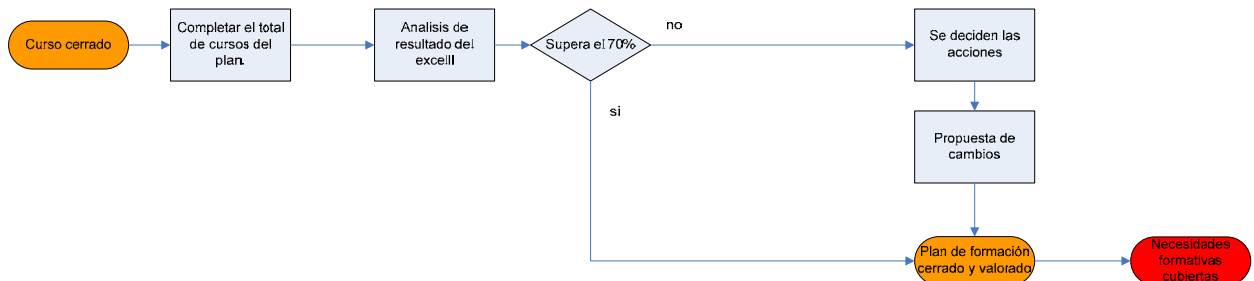 Curso cerrado
Completar el total
de cursos del
plan.
Analisis de
resultado del
excelll
Supera el 70%
no
si
Se deciden las
acciones
Propuesta de
cambios
Plan de formación
cerrado y valorado
Necesidades
formativas
cubiertas